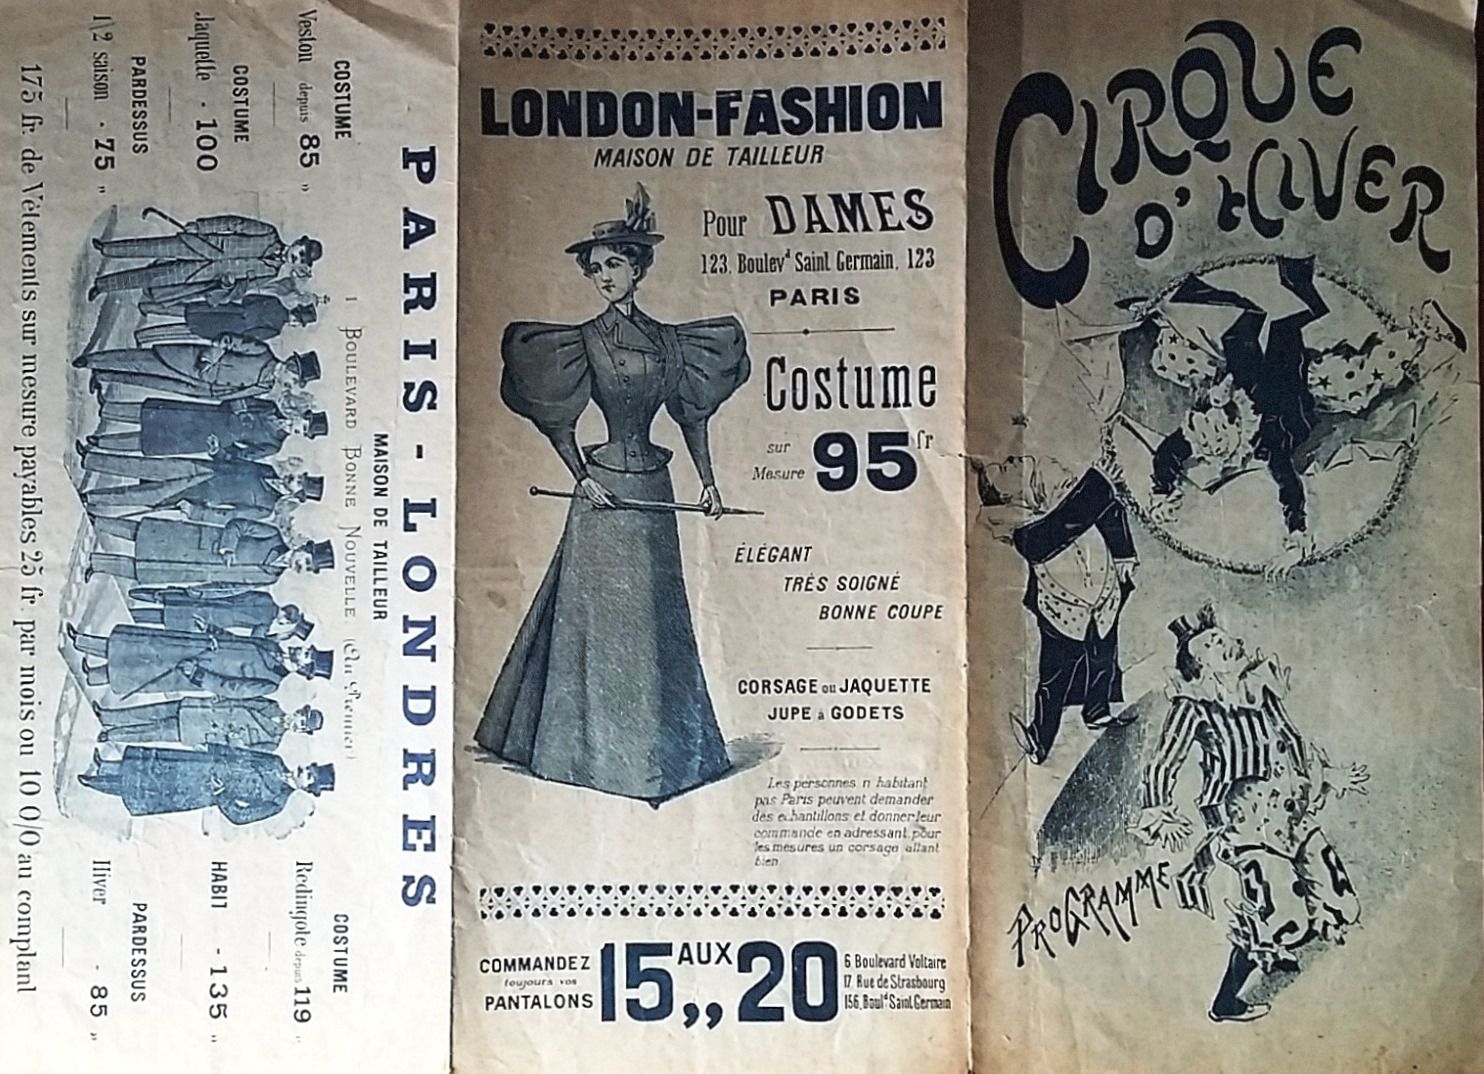 PARIS-LONDRES
MAISON DE TAILLEUR
1 BOULEVARD BONNE NOUVELLE (Au Premier)
COSTUME
Veston depuis 85 „
COSTUME
Jaquette · 100
PARDESSUS
1\2 saison · 75 „
COSTUME
Redingote depuis 119 „
HABIT - 135 „
PARDESSUS
Hiver · 85 „
175 fr. de Vêtements sur mesure payables 25 fr. par mois ou 10 0/0 au comptant
LONDON-FASHION
MAISON DE TAILLEUR
Pour DAMES
123, Boulevd Saint Germain, 123
PARIS
Costume
sur Mesure 95 fr
ÉLÉGANT
TRÈS SOIGNÉ
BONNE COUPE
CORSAGE ou JAQUETTE
JUPE à GODETS
Les personnes n habitant
pas Paris peuvent demander
des echantillons et donner leur
commande en adressant pour
les mesures un corsage allant
bien
COMMANDEZ
toujours vos
PANTALONS
15 „ AUX 20
6 Boulevard Voltaire
17 Rue de Strasbourg
156, Bould Saint Germain
CIRQUE
D'HIVER
PROGRAMME